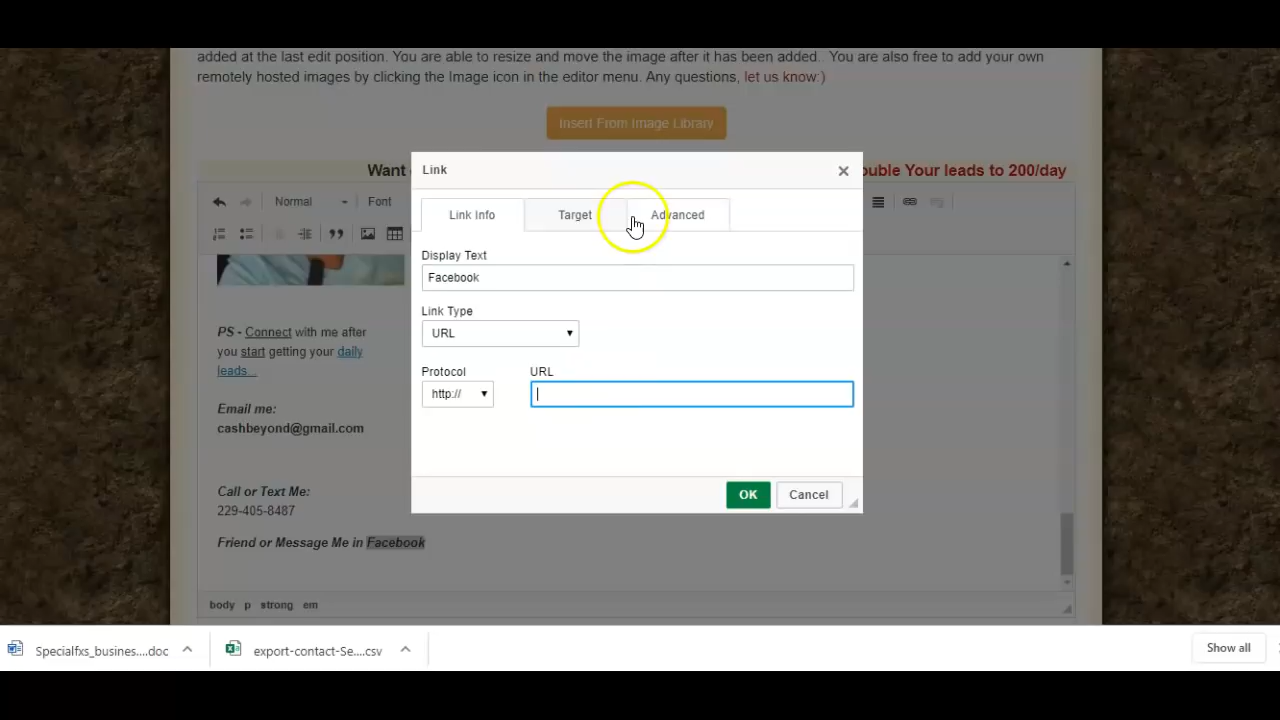 added at the last edit position. You are able to resize and move the image after it has been added. You are also free to add your own
remotely hosted images by clicking the Image icon in the editor menu. Any questions, let us know:)
Insert From Image Library
Want
ouble Your leads to 200/day
Link
Normal
Font
Link Info
Target
Advanced
Display Text
Facebook
Link Type
URL
Protocol
URL
http://
OK
Cancel
PS - Connect with me after
you start getting your daily
leads...
Email me:
cashbeyond@gmail.com
Call or Text Me:
229-405-8487
Friend or Message Me in Facebook
body p strong em
Specialfxs_busines....doc
export-contact-Se....csv
Show all